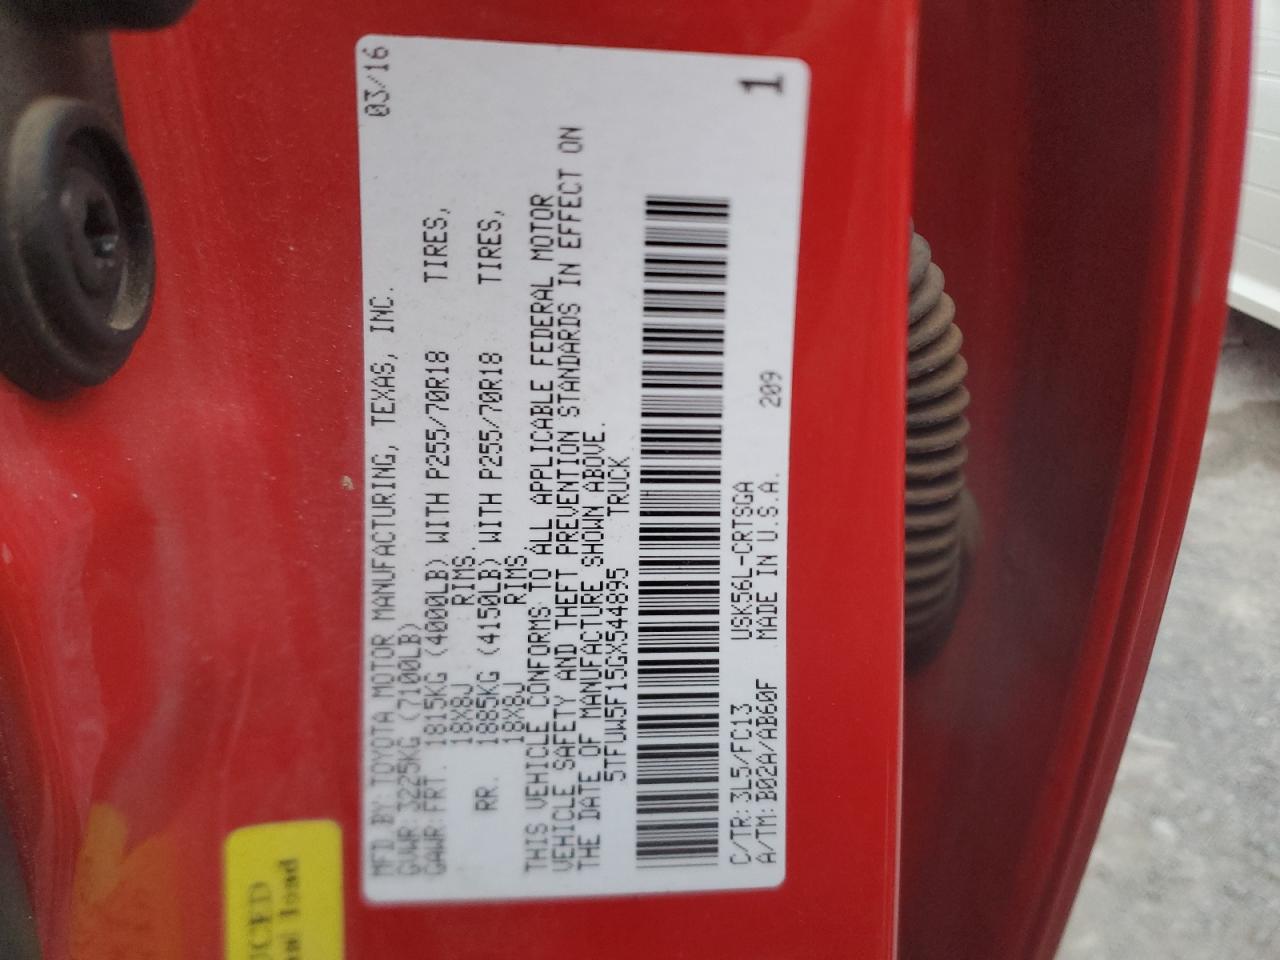 03/16
MFD BY:TOYOTA MOTOR MANUFACTURING, TEXAS, INC.
GVWR:3225KG (7100LB)
GAWR:FRT. 1815KG (4000LB) WITH P255/70R18 TIRES,
18X8J RIMS.
RR. 1885KG (4150LB) WITH P255/70R18 TIRES,
18X8J RIMS.
THIS VEHICLE CONFORMS TO ALL APPLICABLE FEDERAL MOTOR
VEHICLE SAFETY AND THEFT PREVENTION STANDARDS IN EFFECT ON
THE DATE OF MANUFACTURE SHOWN ABOVE.
5TFUW5F15GX544895 TRUCK
1
C/TR:3L5/FC13 USK56L-CRTSGA
A/TM:B02A/AB60F MADE IN U.S.A. 209